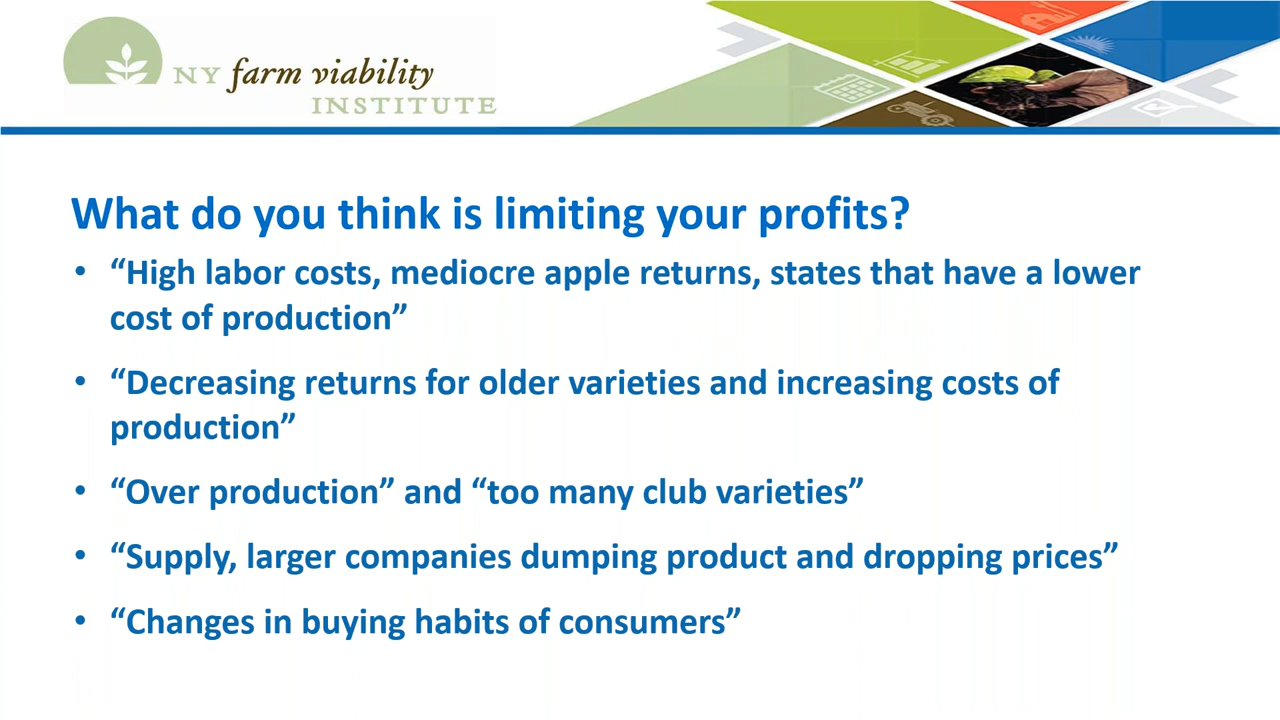 NY farm viability
INSTITUTE
What do you think is limiting your profits?
• “High labor costs, mediocre apple returns, states that have a lower
cost of production”
• “Decreasing returns for older varieties and increasing costs of
production”
• “Over production” and “too many club varieties”
• “Supply, larger companies dumping product and dropping prices”
• “Changes in buying habits of consumers”